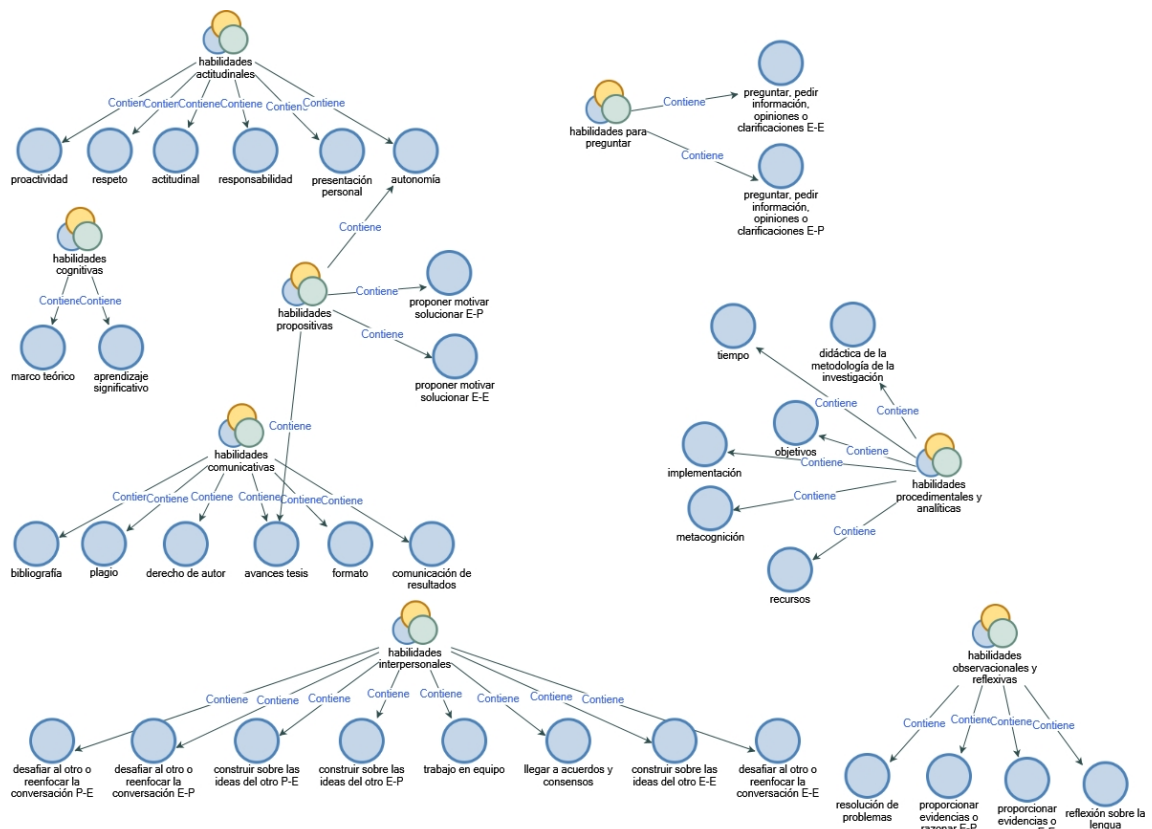 habilidades
actitudinales
Contiene
Contiene
Contiene
Contiene
Contiene
Contiene
proactividad
respeto
actitudinal
responsabilidad
presentación
personal
autonomía
habilidades para
preguntar
Contiene
Contiene
preguntar, pedir
información,
opiniones o
clarificaciones E-E
preguntar, pedir
información,
opiniones o
clarificaciones E-P
habilidades
cognitivas
Contiene
Contiene
marco teórico
aprendizaje
significativo
habilidades
propositivas
Contiene
Contiene
Contiene
Contiene
proponer motivar
solucionar E-P
proponer motivar
solucionar E-E
habilidades
comunicativas
Contiene
Contiene
Contiene
Contiene
Contiene
Contiene
bibliografía
plagio
derecho de autor
avances tesis
formato
comunicación de
resultados
tiempo
didáctica de la
metodología de la
investigación
Contiene
Contiene
objetivos
Contiene
implementación
Contiene
habilidades
procedimentales y
analíticas
Contiene
metacognición
Contiene
recursos
habilidades
interpersonales
Contiene
Contiene
Contiene
Contiene
Contiene
Contiene
Contiene
Contiene
desafiar al otro o
reenfocar la
conversación P-E
desafiar al otro o
reenfocar la
conversación E-P
construir sobre las
ideas del otro P-E
construir sobre las
ideas del otro E-P
trabajo en equipo
llegar a acuerdos y
consensos
construir sobre las
ideas del otro E-E
desafiar al otro o
reenfocar la
conversación E-E
habilidades
observacionales y
reflexivas
Contiene
Contiene
Contiene
Contiene
resolución de
problemas
proporcionar
evidencias o
razonar E-P
proporcionar
evidencias o
reflexión sobre la
lengua